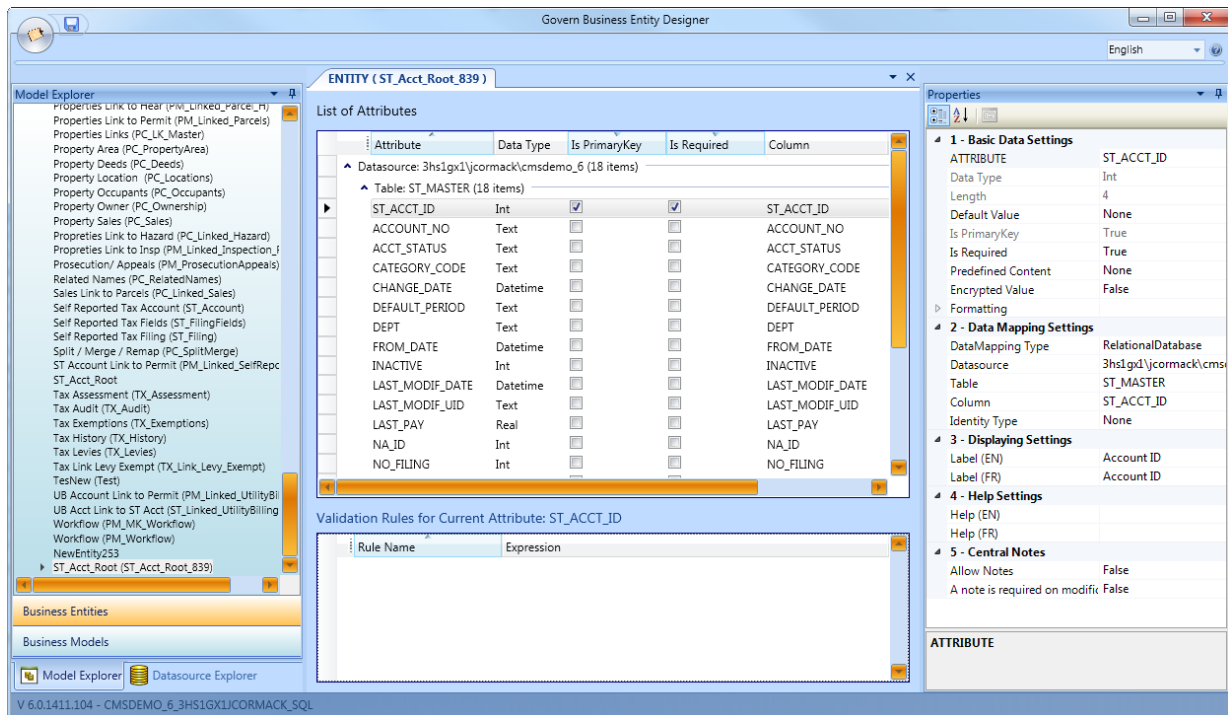 Govern Business Entity Designer
English
Model Explorer
Properties Link to Hear (PM_Linked_Parcel_H)
Properties Link to Permit (PM_Linked_Parcels)
Properties Links (PC_LK_Master)
Property Area (PC_PropertyArea)
Property Deeds (PC_Deeds)
Property Location (PC_Locations)
Property Occupants (PC_Occupants)
Property Owner (PC_Ownership)
Property Sales (PC_Sales)
Propreties Link to Hazard (PC_Linked_Hazard)
Propreties Link to Insp (PM_Linked_Inspection_
Prosecution/ Appeals (PM_ProsecutionAppeals)
Related Names (PC_RelatedNames)
Sales Link to Parcels (PC_Linked_Sales)
Self Reported Tax Account (ST_Account)
Self Reported Tax Fields (ST_FilingFields)
Self Reported Tax Filing (ST_Filing)
Split / Merge / Remap (PC_SplitMerge)
ST Account Link to Permit (PM_Linked_SelfRepc
ST_Acct_Root
Tax Assessment (TX_Assessment)
Tax Audit (TX_Audit)
Tax Exemptions (TX_Exemptions)
Tax History (TX_History)
Tax Levies (TX_Levies)
Tax Link Levy Exempt (TX_Link_Levy_Exempt)
TesNew (Test)
UB Account Link to Permit (PM_Linked_UtilityBil
UB Acct Link to ST Acct (ST_Linked_UtilityBilling
Workflow (PM_MK_Workflow)
Workflow (PM_Workflow)
NewEntity253
ST_Acct_Root (ST_Acct_Root_839)
Business Entities
Business Models
Model Explorer Datasource Explorer
ENTITY ( ST_Acct_Root_839 )
List of Attributes
Attribute Data Type Is PrimaryKey Is Required Column
Datasource: 3hs1gx1\jcormack\cmsdemo_6 (18 items)
Table: ST_MASTER (18 items)
ST_ACCT_ID Int ST_ACCT_ID
ACCOUNT_NO Text ACCOUNT_NO
ACCT_STATUS Text ACCT_STATUS
CATEGORY_CODE Text CATEGORY_CODE
CHANGE_DATE Datetime CHANGE_DATE
DEFAULT_PERIOD Text DEFAULT_PERIOD
DEPT Text DEPT
FROM_DATE Datetime FROM_DATE
INACTIVE Int INACTIVE
LAST_MODIF_DATE Datetime LAST_MODIF_DATE
LAST_MODIF_UID Text LAST_MODIF_UID
LAST_PAY Real LAST_PAY
NA_ID Int NA_ID
NO_FILING Int NO_FILING
Validation Rules for Current Attribute: ST_ACCT_ID
Rule Name Expression
Properties
1 - Basic Data Settings
ATTRIBUTE ST_ACCT_ID
Data Type Int
Length 4
Default Value None
Is PrimaryKey True
Is Required True
Predefined Content None
Encrypted Value False
Formatting
2 - Data Mapping Settings
DataMapping Type RelationalDatabase
Datasource 3hs1gx1\jcormack\cmsd
Table ST_MASTER
Column ST_ACCT_ID
Identity Type None
3 - Displaying Settings
Label (EN) Account ID
Label (FR) Account ID
4 - Help Settings
Help (EN)
Help (FR)
5 - Central Notes
Allow Notes False
A note is required on modific False
ATTRIBUTE
V 6.0.1411.104 - CMSDEMO_6_3HS1GX1JCORMACK_SQL